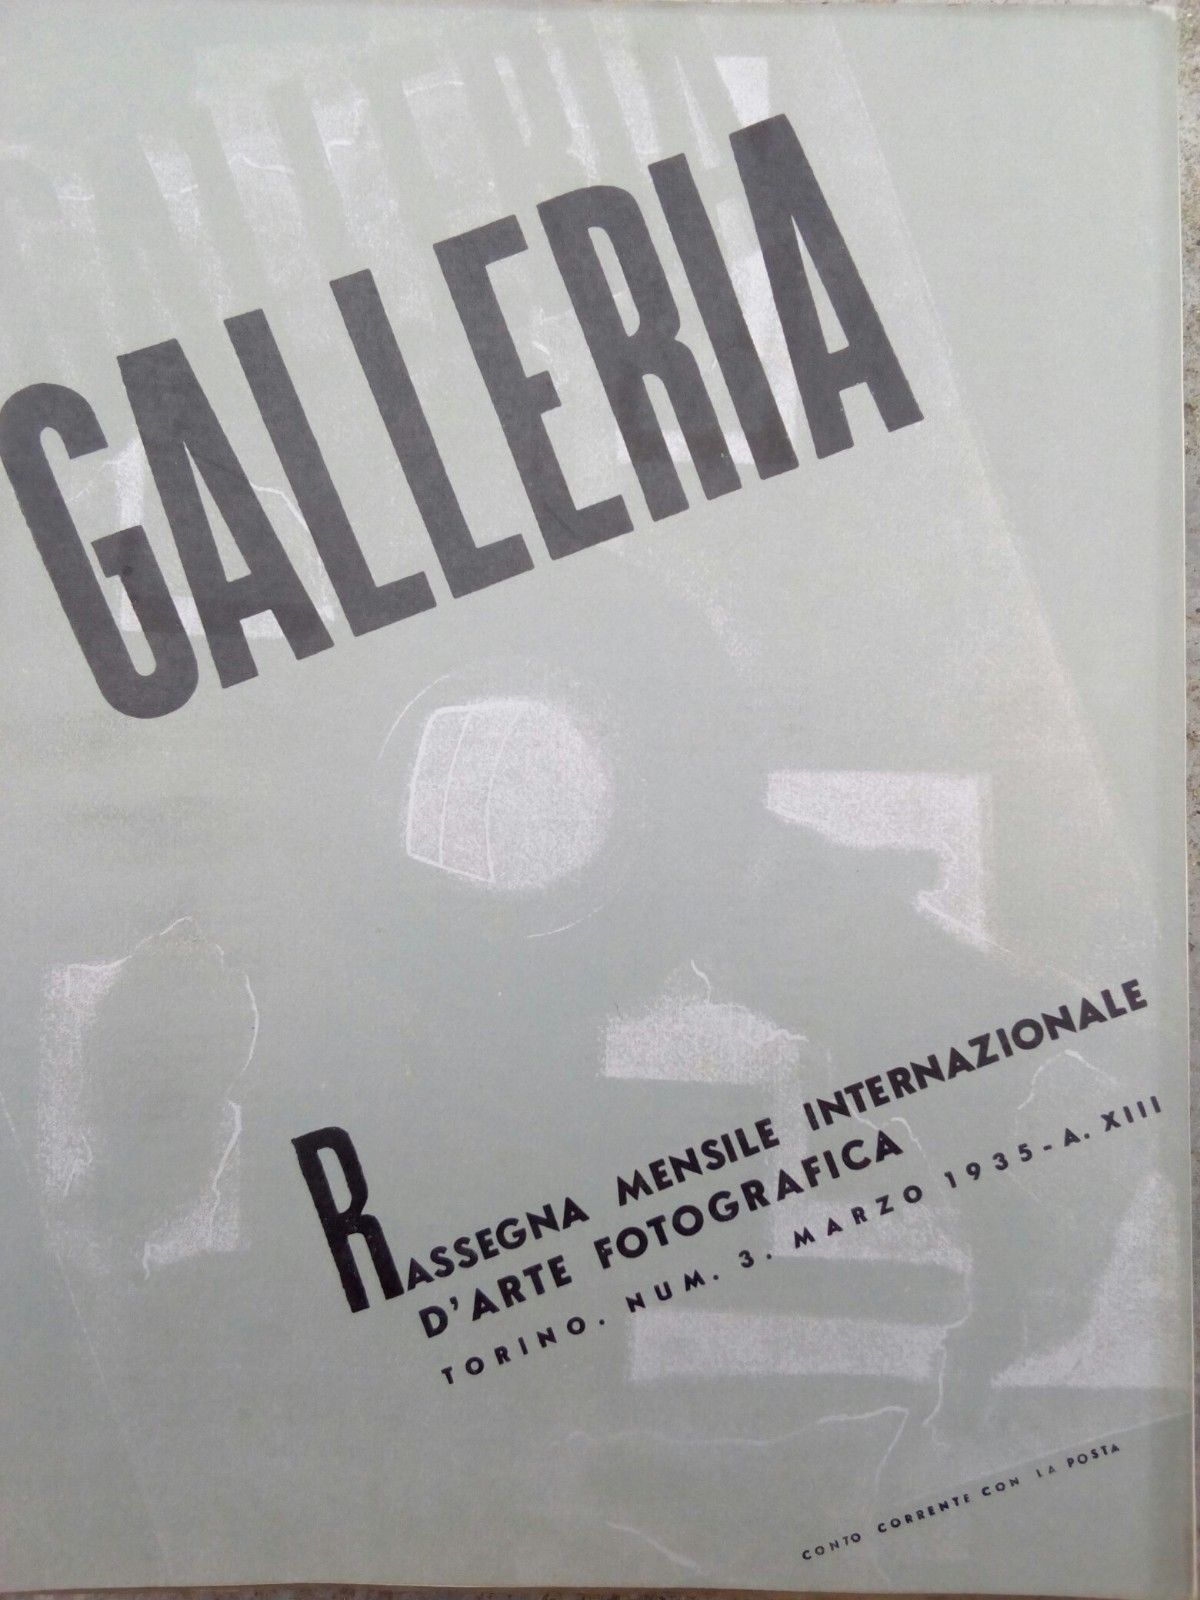 GALLERIA
RASSEGNA MENSILE INTERNAZIONALE
D'ARTE FOTOGRAFICA
TORINO. NUM. 3. MARZO 1935-A. XIII
CONTO CORRENTE CON LA POSTA